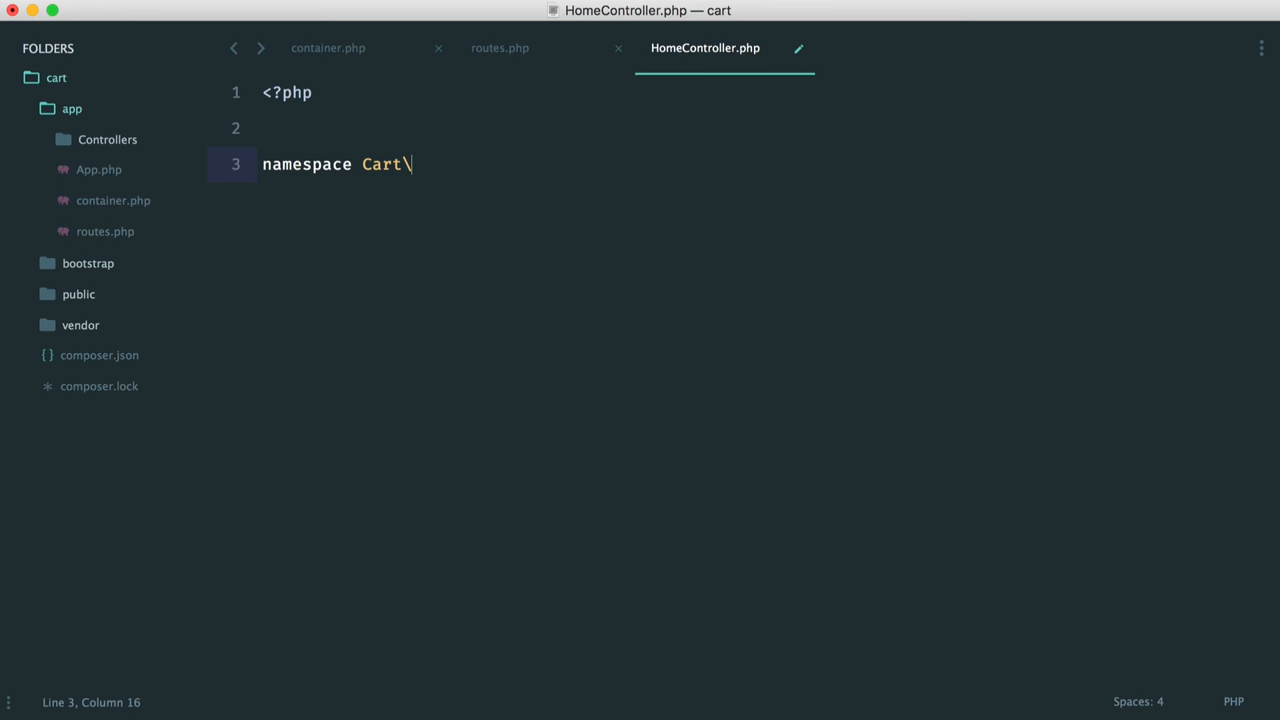 HomeController.php — cart
FOLDERS
cart
app
Controllers
App.php
container.php
routes.php
bootstrap
public
vendor
{ } composer.json
* composer.lock
container.php × routes.php × HomeController.php
1 <?php
2
3 namespace Cart\
Line 3, Column 16
Spaces: 4 PHP